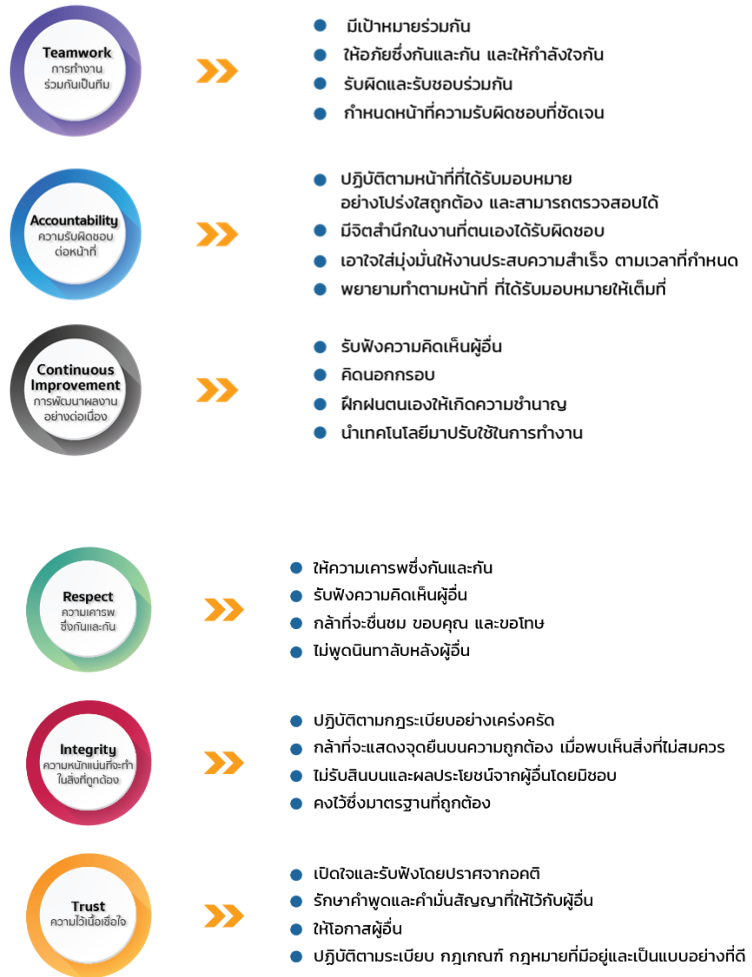 Teamwork
การทำงาน
ร่วมกันเป็นทีม
มีเป้าหมายร่วมกัน
ให้อภัยซึ่งกันและกัน และให้กำลังใจกัน
รับผิดและรับชอบร่วมกัน
กำหนดหน้าที่ความรับผิดชอบที่ชัดเจน
Accountability
ความรับผิดชอบ
ต่อหน้าที่
ปฏิบัติตามหน้าที่ที่ได้รับมอบหมาย
อย่างโปร่งใสถูกต้อง และสามารถตรวจสอบได้
มีจิตสำนึกในงานที่ตนเองได้รับผิดชอบ
เอาใจใส่มุ่งมั่นให้งานประสบความสำเร็จ ตามเวลาที่กำหนด
พยายามทำตามหน้าที่ ที่ได้รับมอบหมายให้เต็มที่
Continuous
Improvement
การพัฒนาผลงาน
อย่างต่อเนื่อง
รับฟังความคิดเห็นผู้อื่น
คิดนอกกรอบ
ฝึกฝนตนเองให้เกิดความชำนาญ
นำเทคโนโลยีมาปรับใช้ในการทำงาน
Respect
ความเคารพ
ซึ่งกันและกัน
ให้ความเคารพซึ่งกันและกัน
รับฟังความคิดเห็นผู้อื่น
กล้าที่จะชื่นชม ขอบคุณ และขอโทษ
ไม่พูดนินทาลับหลังผู้อื่น
Integrity
ความหนักแน่นที่จะทำ
ในสิ่งที่ถูกต้อง
ปฏิบัติตามกฎระเบียบอย่างเคร่งครัด
กล้าที่จะแสดงจุดยืนบนความถูกต้อง เมื่อพบเห็นสิ่งที่ไม่สมควร
ไม่รับสินบนและผลประโยชน์จากผู้อื่นโดยมิชอบ
คงไว้ซึ่งมาตรฐานที่ถูกต้อง
Trust
ความไว้เนื้อเชื่อใจ
เปิดใจและรับฟังโดยปราศจากอคติ
รักษาคำพูดและคำมั่นสัญญาที่ให้ไว้กับผู้อื่น
ให้โอกาสผู้อื่น
ปฏิบัติตามระเบียบ กฎเกณฑ์ กฎหมายที่มีอยู่และเป็นแบบอย่างที่ดี